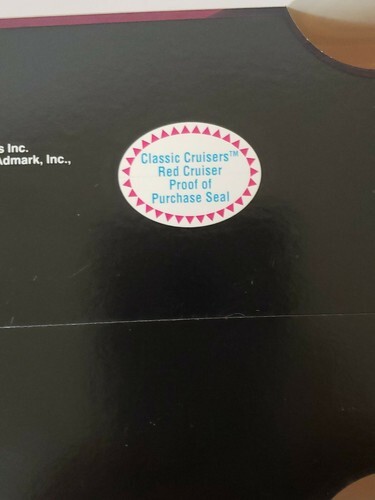 s Inc.
Admark, Inc.,
Classic Cruisers™
Red Cruiser
Proof of
Purchase Seal